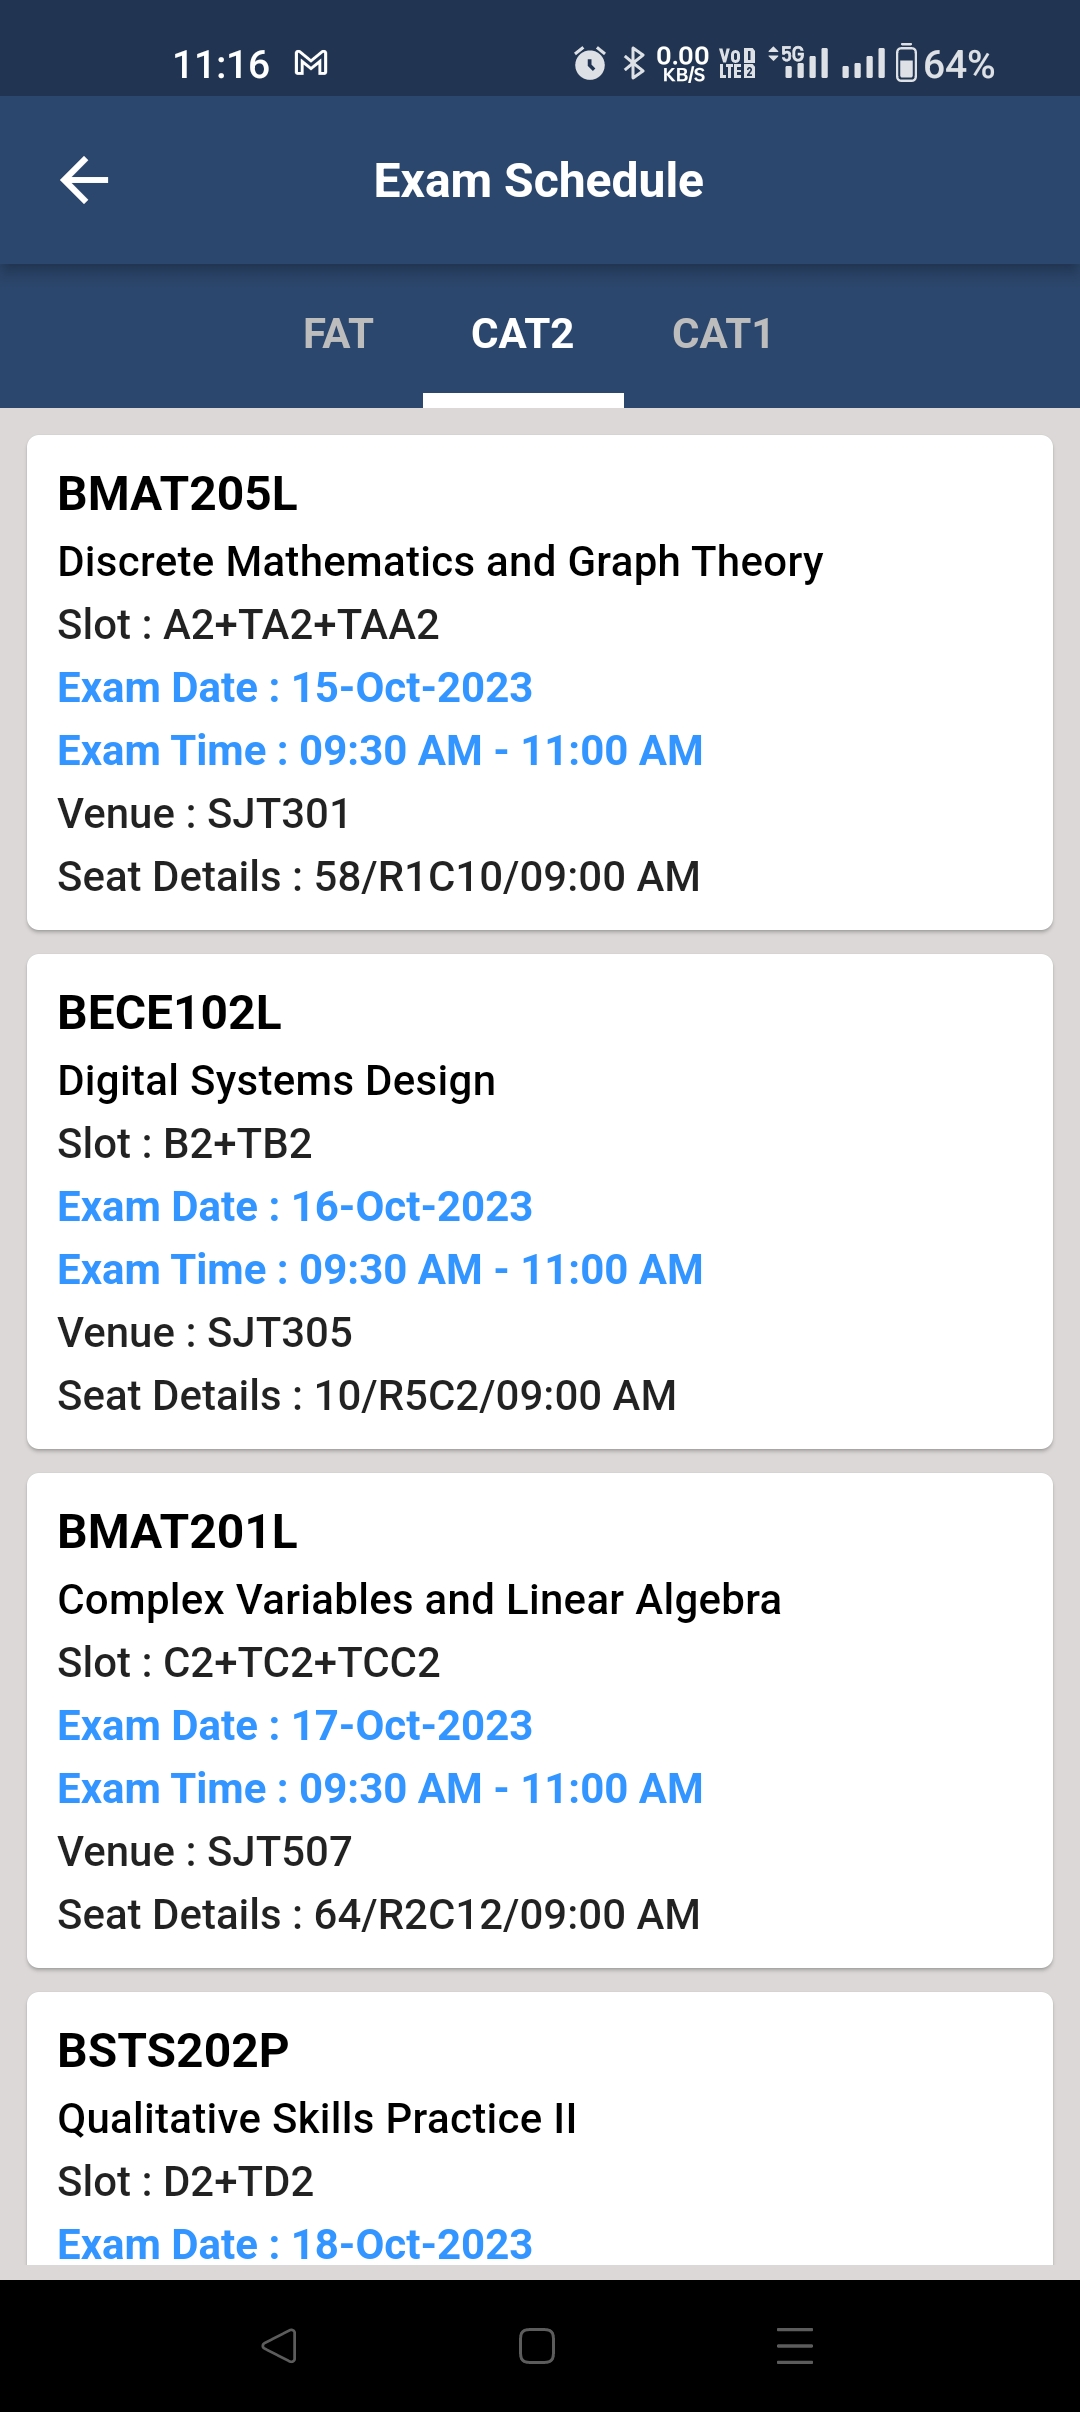 11:16
0.00 KB/S
Vo 1 LTE 2
5G
64%
Exam Schedule
FAT CAT2 CAT1
BMAT205L
Discrete Mathematics and Graph Theory
Slot : A2+TA2+TAA2
Exam Date : 15-Oct-2023
Exam Time : 09:30 AM - 11:00 AM
Venue : SJT301
Seat Details : 58/R1C10/09:00 AM
BECE102L
Digital Systems Design
Slot : B2+TB2
Exam Date : 16-Oct-2023
Exam Time : 09:30 AM - 11:00 AM
Venue : SJT305
Seat Details : 10/R5C2/09:00 AM
BMAT201L
Complex Variables and Linear Algebra
Slot : C2+TC2+TCC2
Exam Date : 17-Oct-2023
Exam Time : 09:30 AM - 11:00 AM
Venue : SJT507
Seat Details : 64/R2C12/09:00 AM
BSTS202P
Qualitative Skills Practice II
Slot : D2+TD2
Exam Date : 18-Oct-2023